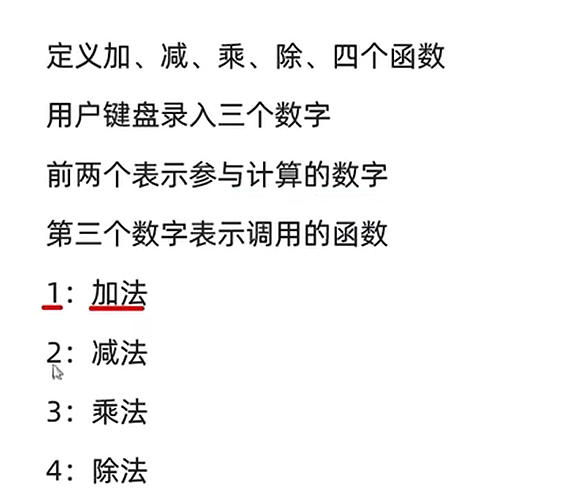 定义加、减、乘、除、四个函数
用户键盘录入三个数字
前两个表示参与计算的数字
第三个数字表示调用的函数
1：加法
2：减法
3：乘法
4：除法